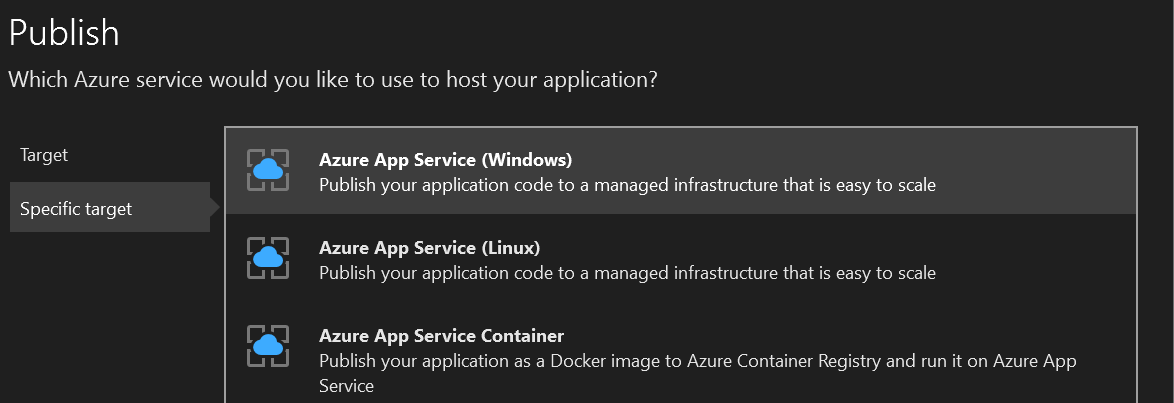 Publish
Which Azure service would you like to use to host your application?
Target
Specific target
Azure App Service (Windows)
Publish your application code to a managed infrastructure that is easy to scale
Azure App Service (Linux)
Publish your application code to a managed infrastructure that is easy to scale
Azure App Service Container
Publish your application as a Docker image to Azure Container Registry and run it on Azure App
Service